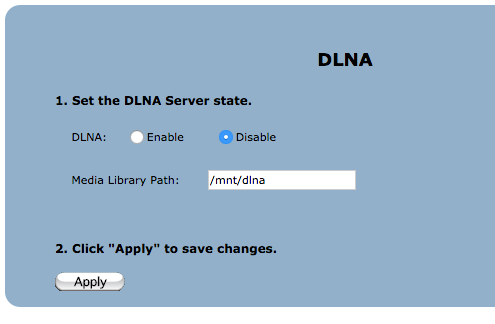 DLNA
1. Set the DLNA Server state.
DLNA: Enable Disable
Media Library Path: /mnt/dlna
2. Click "Apply" to save changes.
Apply